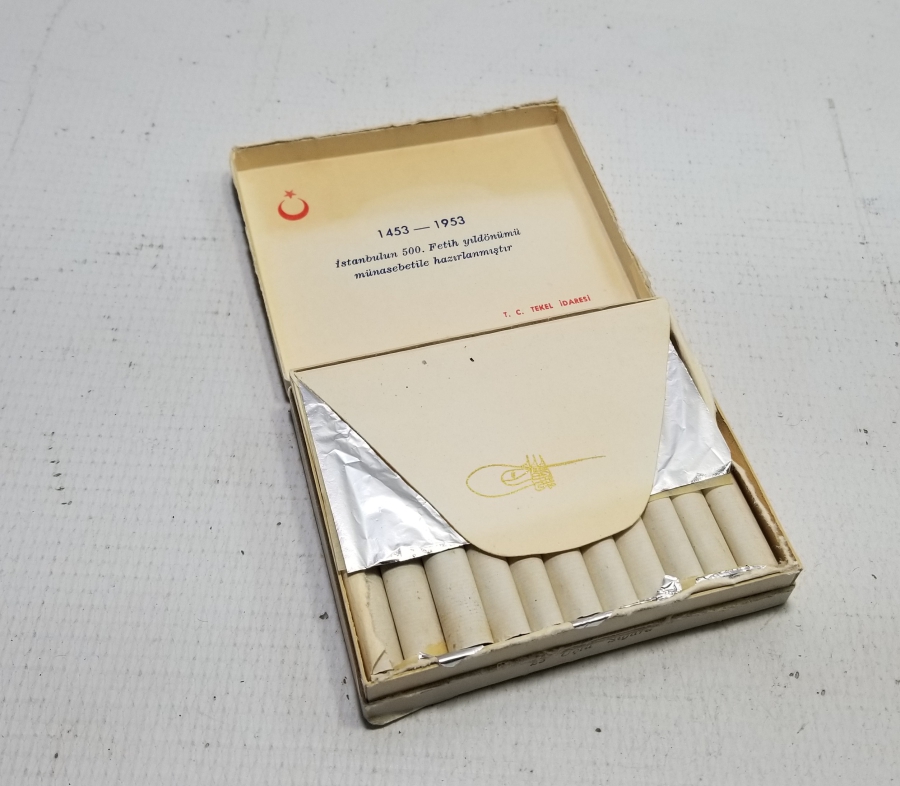 1453 — 1953
İstanbulun 500. Fetih yıldönümü
münasebetile hazırlanmıştır
T. C. TEKEL İDARESİ